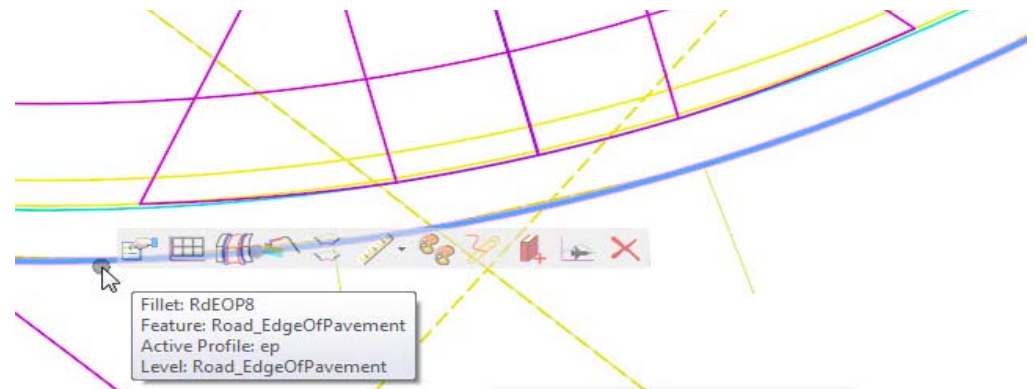 Fillet: RdEOP8
Feature: Road_EdgeOfPavement
Active Profile: ep
Level: Road_EdgeOfPavement